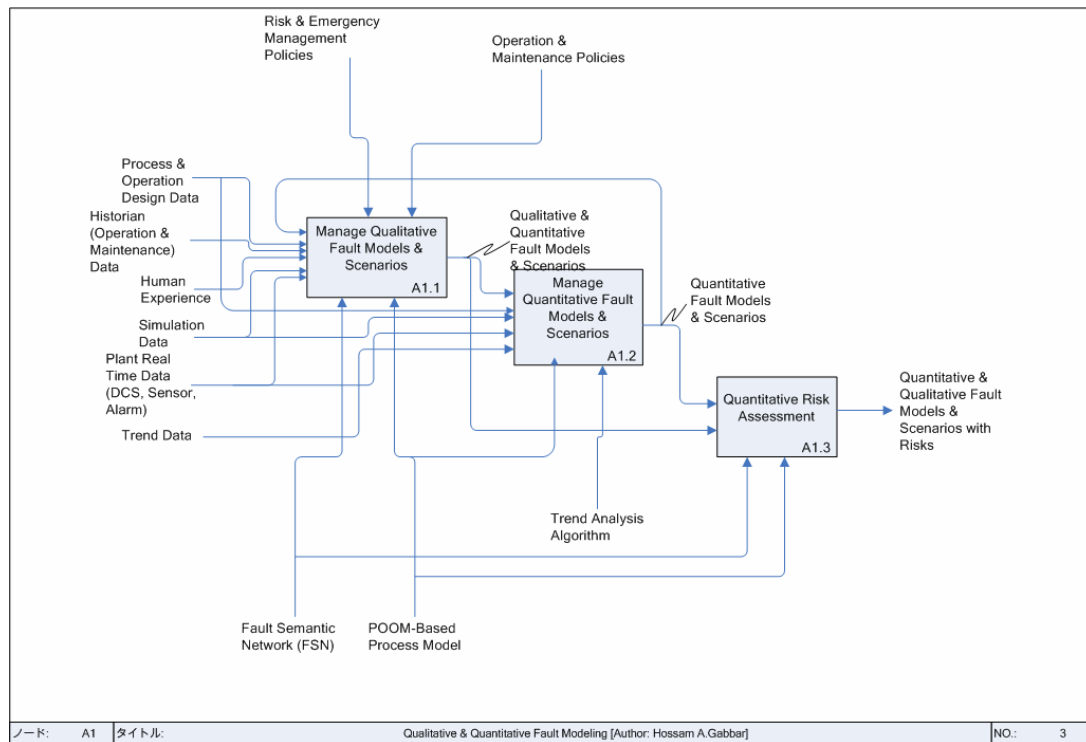 Risk & Emergency
Management
Policies
Operation &
Maintenance Policies
Process &
Operation
Design Data
Historian
(Operation &
Maintenance)
Data
Human
Experience
Simulation
Data
Plant Real
Time Data
(DCS, Sensor,
Alarm)
Trend Data
Manage Qualitative
Fault Models &
Scenarios
A1.1
Qualitative &
Quantitative
Fault Models
& Scenarios
Manage
Quantitative Fault
Models &
Scenarios
A1.2
Quantitative
Fault Models
& Scenarios
Quantitative Risk
Assessment
A1.3
Quantitative &
Qualitative Fault
Models &
Scenarios with
Risks
Trend Analysis
Algorithm
Fault Semantic
Network (FSN)
POOM-Based
Process Model
ノード: A1 タイトル: Qualitative & Quantitative Fault Modeling [Author: Hossam A.Gabbar] NO.: 3